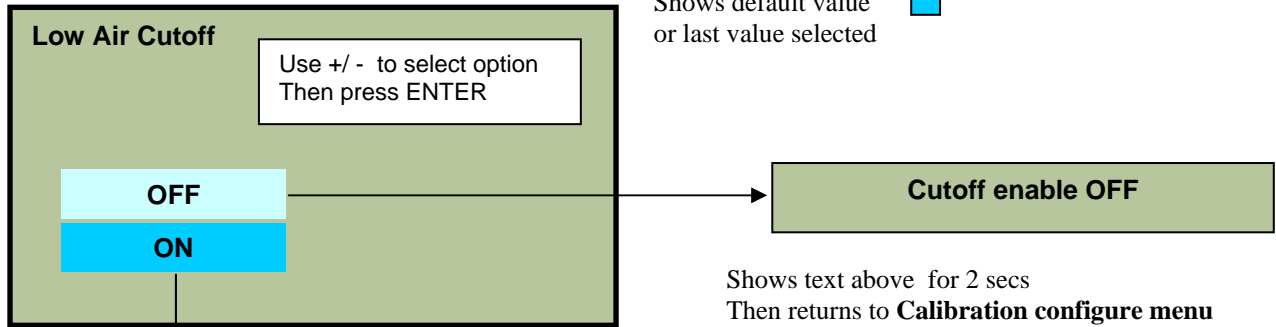 Shows default value
or last value selected
Low Air Cutoff
Use +/ - to select option
Then press ENTER
OFF
ON
Cutoff enable OFF
Shows text above for 2 secs
Then returns to Calibration configure menu